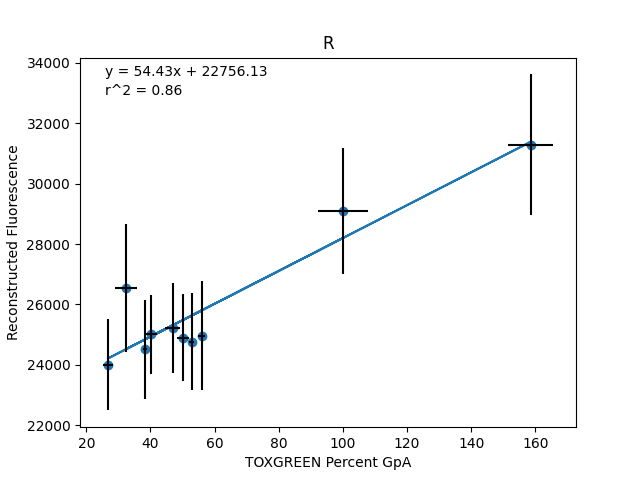 R
y = 54.43x + 22756.13
r^2 = 0.86
34000
32000
30000
28000
26000
24000
22000
Reconstructed Fluorescence
20 40 60 80 100 120 140 160
TOXGREEN Percent GpA